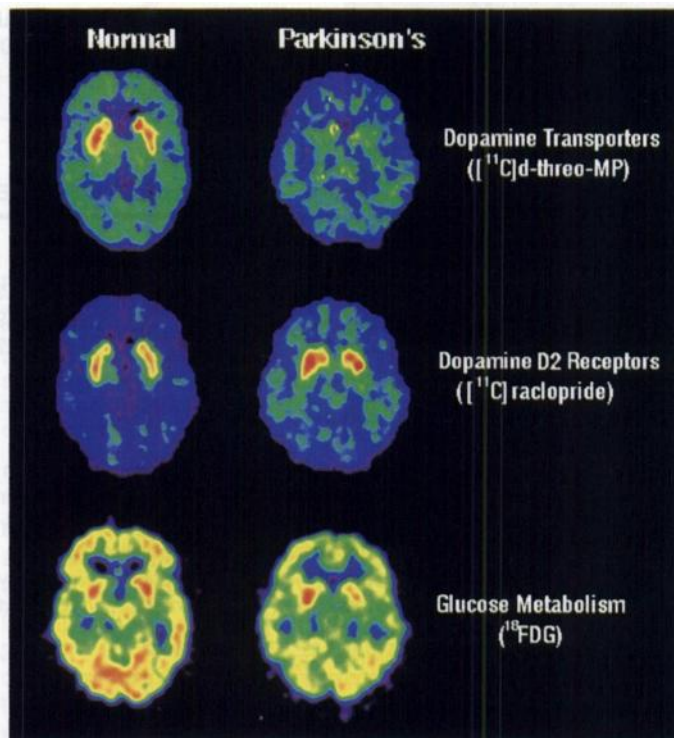 Normal Parkinson's
Dopamine Transporters
([¹¹C]d-threo-MP)
Dopamine D2 Receptors
([¹¹C] raclopride)
Glucose Metabolism
(¹⁸FDG)